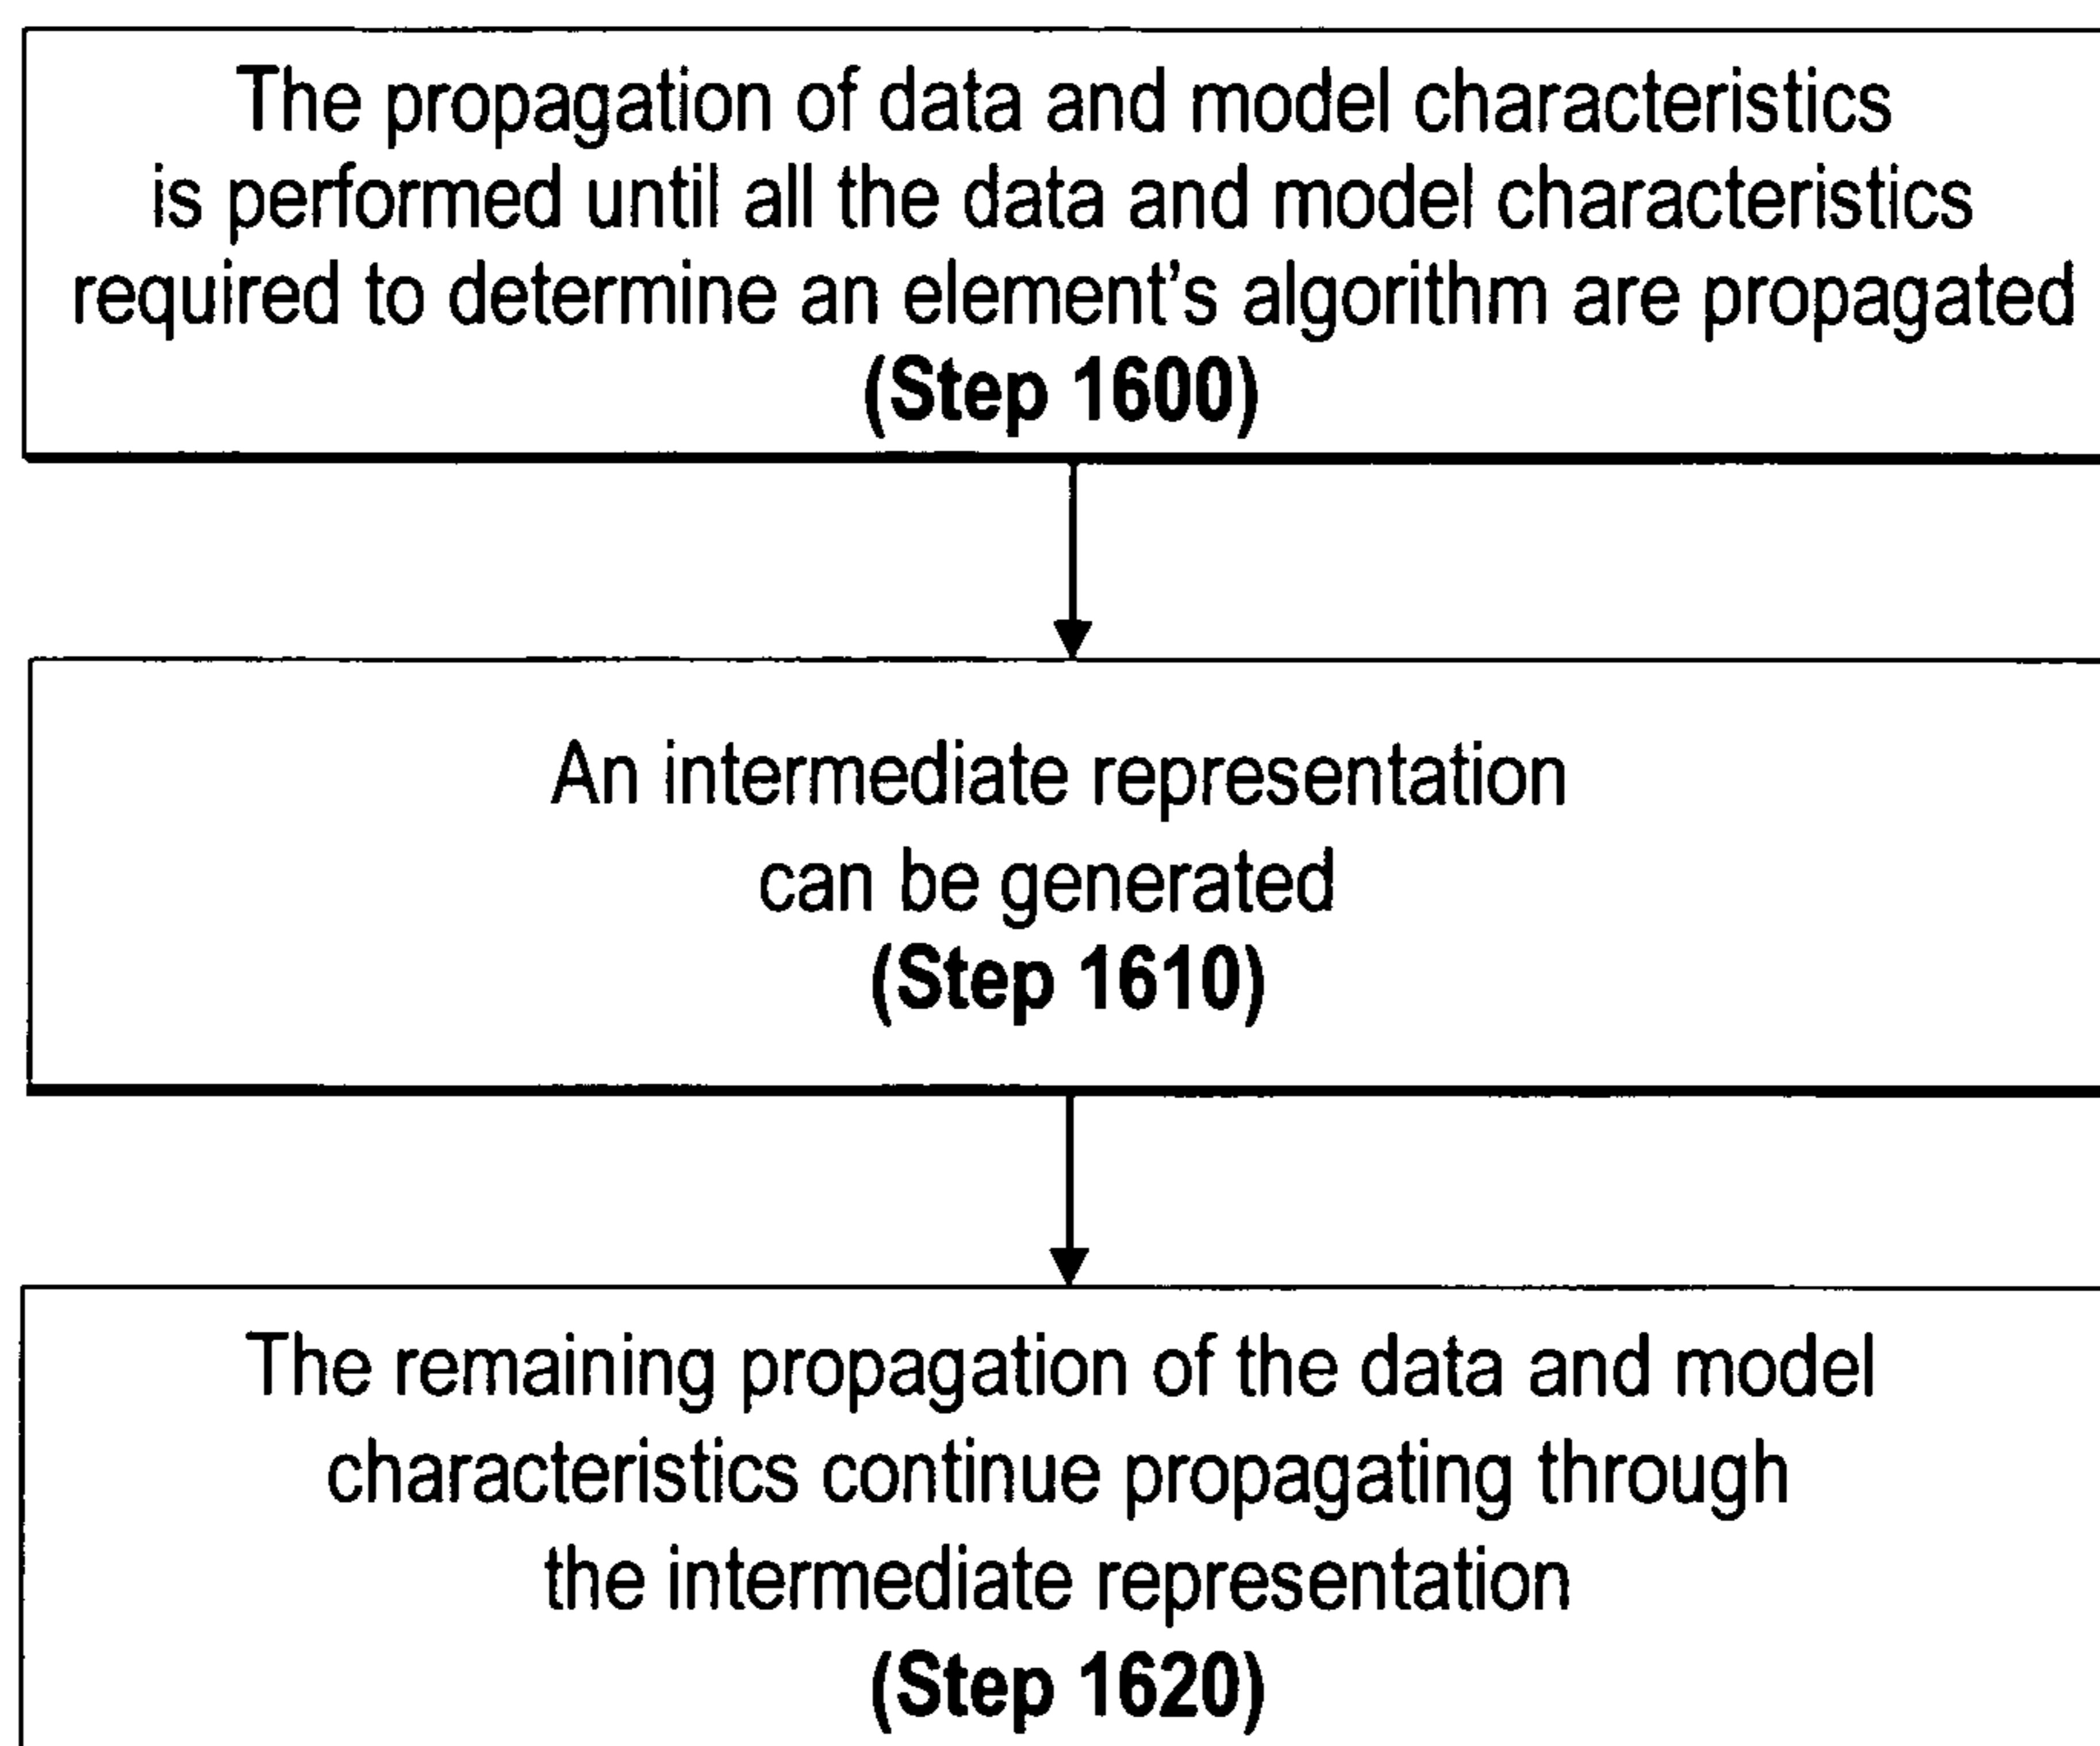 The propagation of data and model characteristics
is performed until all the data and model characteristics
required to determine an element's algorithm are propagated
(Step 1600)
An intermediate representation
can be generated
(Step 1610)
The remaining propagation of the data and model
characteristics continue propagating through
the intermediate representation
(Step 1620)